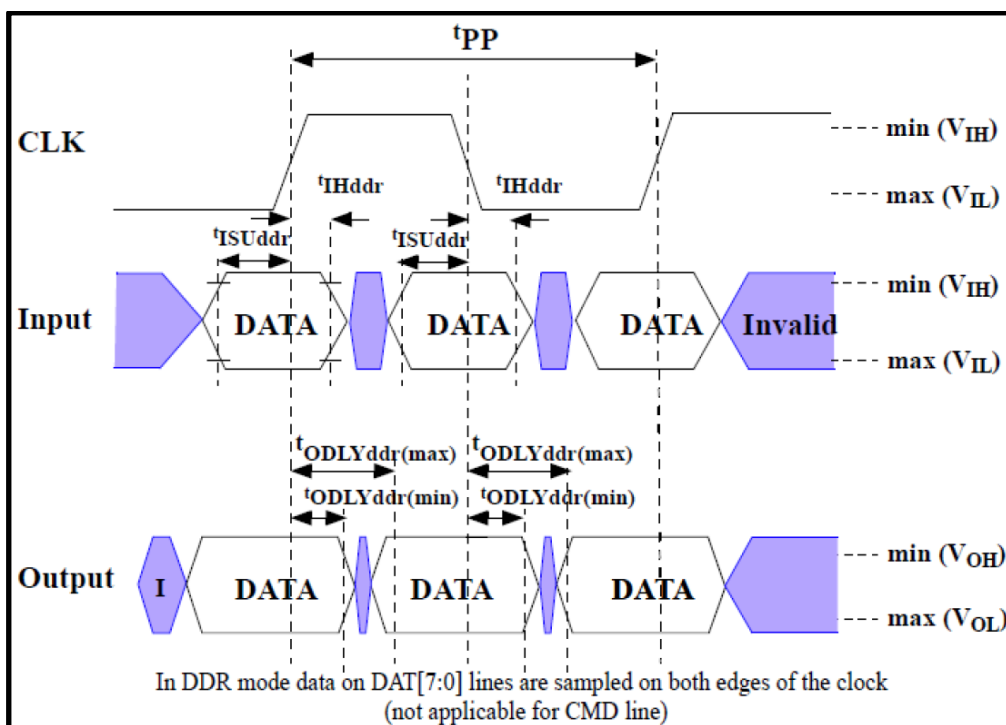 tPP
CLK
min (VIH)
max (VIL)
tIHddr
tIHddr
tISUddr
tISUddr
Input
DATA
DATA
DATA
Invalid
min (VIH)
max (VIL)
tODLYddr(max)
tODLYddr(max)
tODLYddr(min)
tODLYddr(min)
Output
I
DATA
DATA
DATA
min (VOH)
max (VOL)
In DDR mode data on DAT[7:0] lines are sampled on both edges of the clock
(not applicable for CMD line)